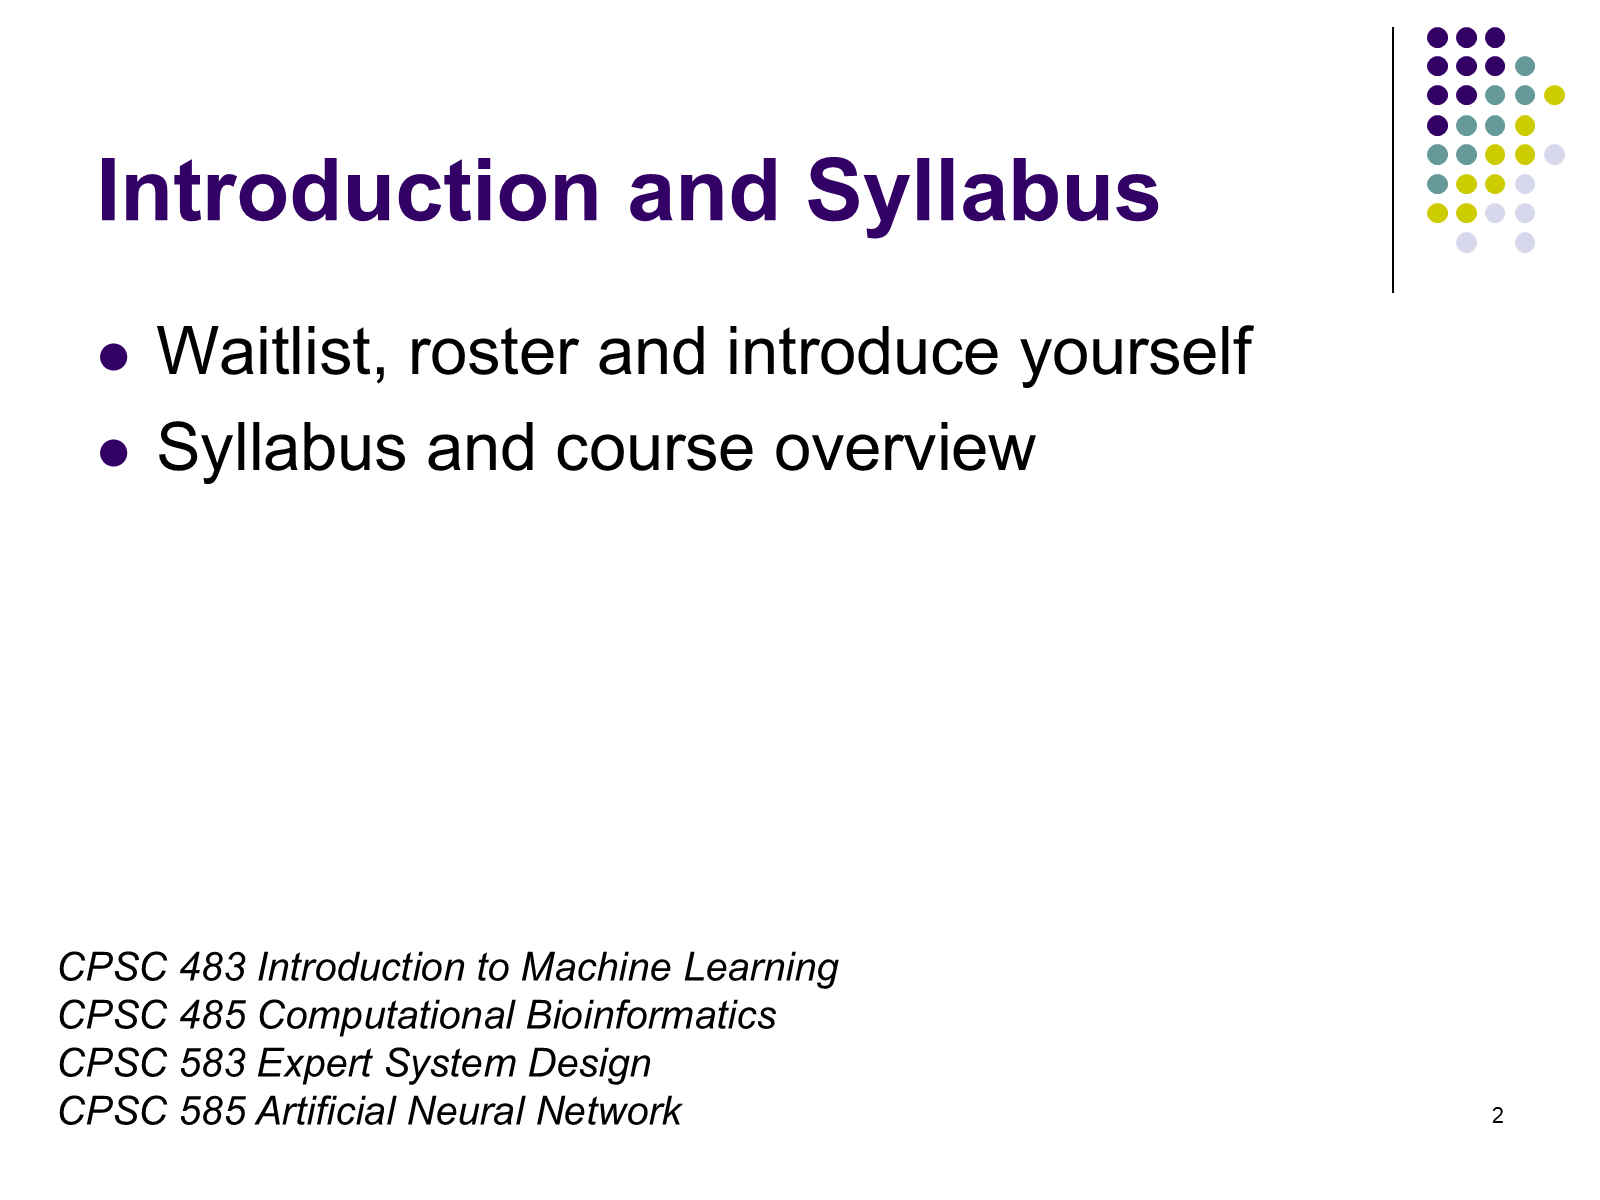 Introduction and Syllabus
Waitlist, roster and introduce yourself
Syllabus and course overview
CPSC 483 Introduction to Machine Learning
CPSC 485 Computational Bioinformatics
CPSC 583 Expert System Design
CPSC 585 Artificial Neural Network
2